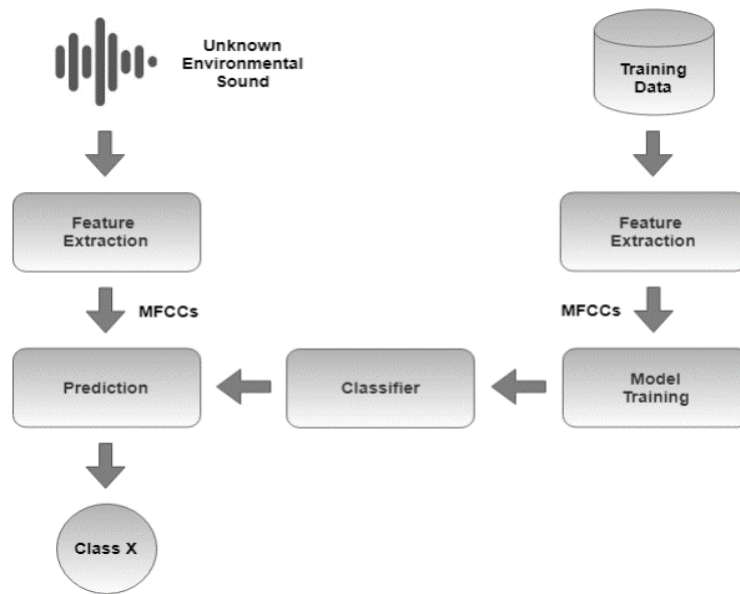 Unknown
Environmental
Sound
Training
Data
Feature
Extraction
Feature
Extraction
MFCCs
MFCCs
Prediction
Classifier
Model
Training
Class X